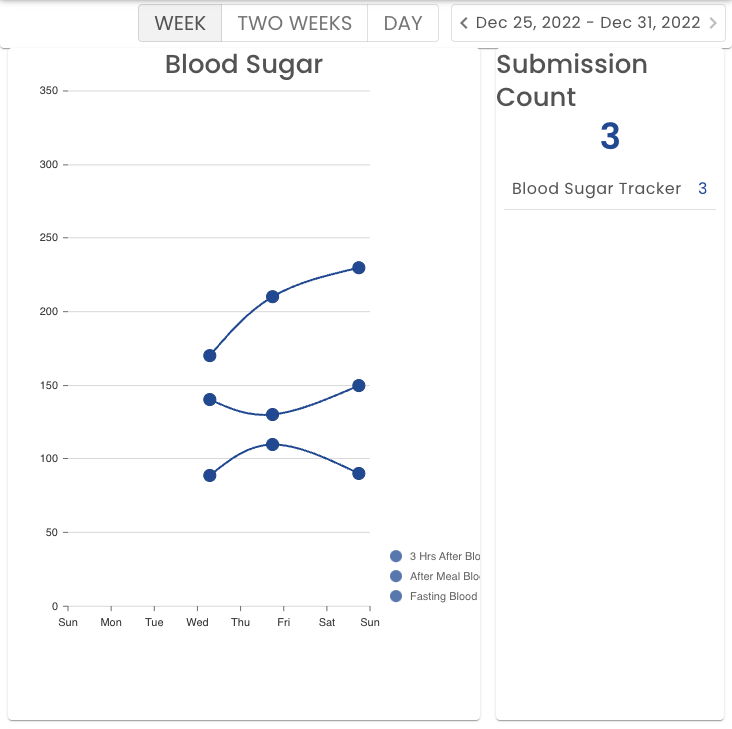 WEEK TWO WEEKS DAY Dec 25, 2022 - Dec 31, 2022
Blood Sugar
350
300
250
200
150
100
50
0
Sun Mon Tue Wed Thu Fri Sat Sun
3 Hrs After Blo
After Meal Blo
Fasting Blood
Submission
Count
3
Blood Sugar Tracker 3